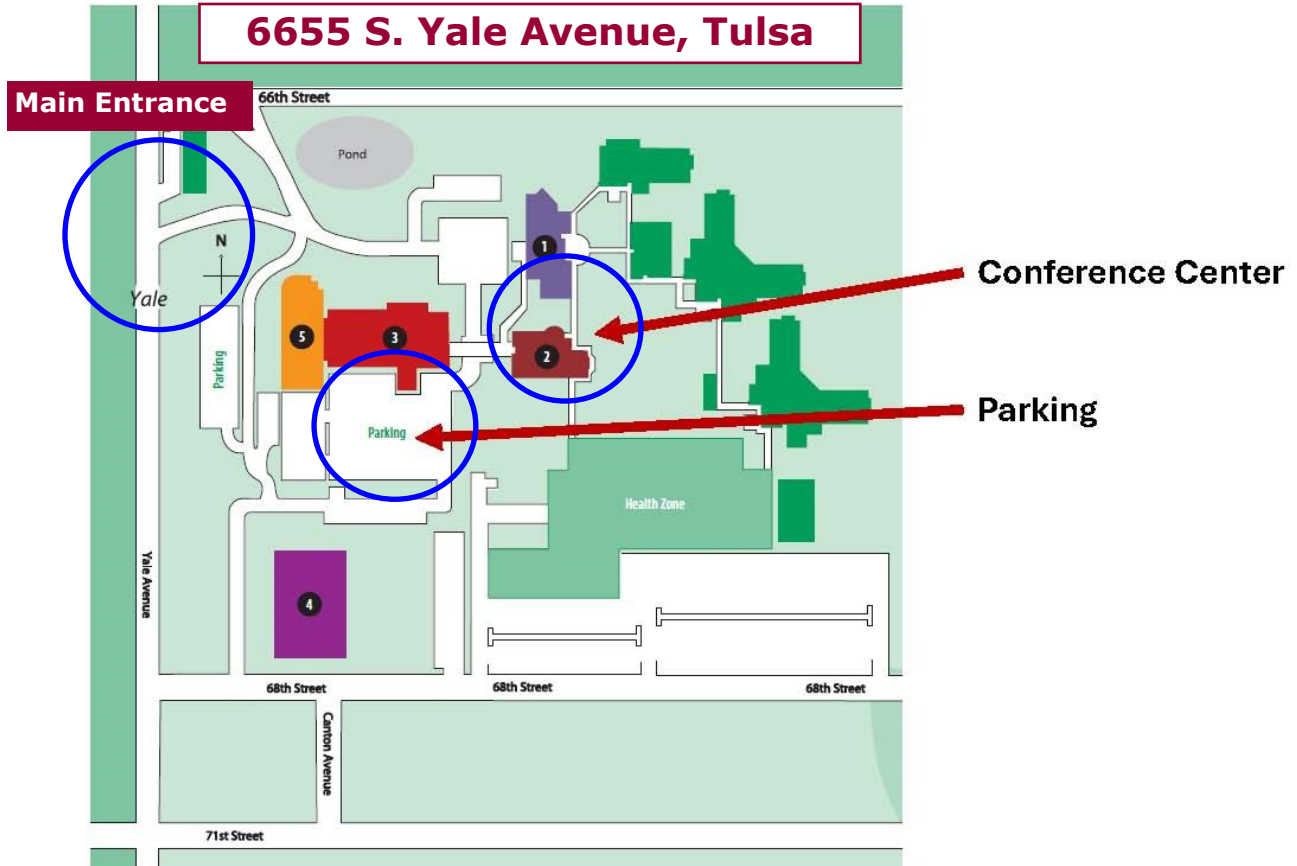 6655 S. Yale Avenue, Tulsa
Main Entrance
66th Street
Pond
N
1
Yale
Conference Center
5
3
2
Parking
Parking
Parking
Health Zone
Yale Avenue
4
68th Street
68th Street
68th Street
Canton Avenue
71st Street